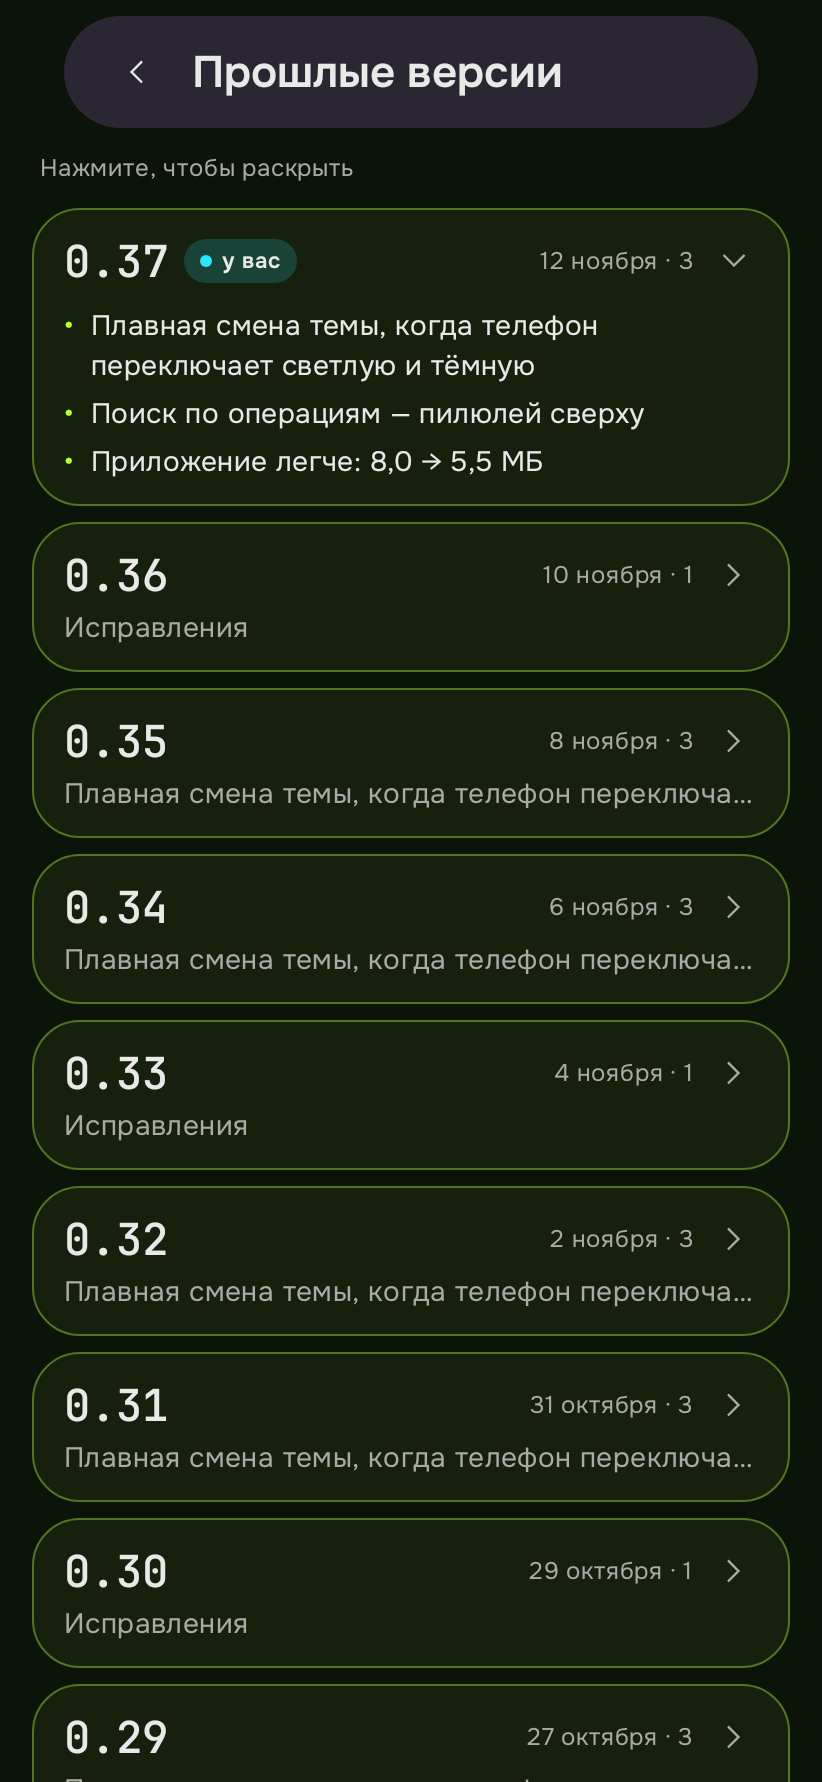 Прошлые версии
Нажмите, чтобы раскрыть
0.37 у вас 12 ноября · 3
• Плавная смена темы, когда телефон
переключает светлую и тёмную
• Поиск по операциям — пилюлей сверху
• Приложение легче: 8,0 → 5,5 МБ
0.36 10 ноября · 1
Исправления
0.35 8 ноября · 3
Плавная смена темы, когда телефон переключа...
0.34 6 ноября · 3
Плавная смена темы, когда телефон переключа...
0.33 4 ноября · 1
Исправления
0.32 2 ноября · 3
Плавная смена темы, когда телефон переключа...
0.31 31 октября · 3
Плавная смена темы, когда телефон переключа...
0.30 29 октября · 1
Исправления
0.29 27 октября · 3